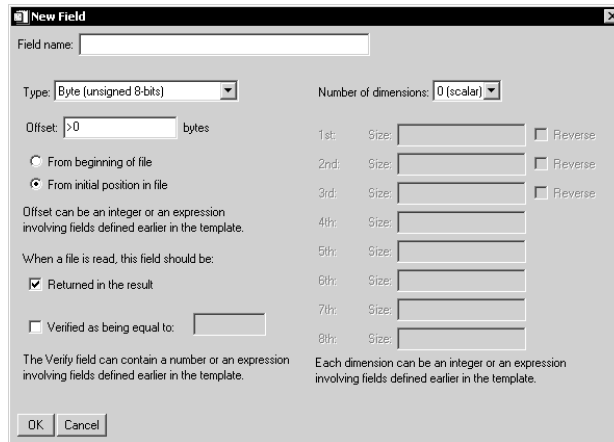 New Field
Field name:
Type: Byte (unsigned 8-bits)
Offset: >0 bytes
From beginning of file
From initial position in file
Offset can be an integer or an expression
involving fields defined earlier in the template.
When a file is read, this field should be:
Returned in the result
Verified as being equal to:
The Verify field can contain a number or an expression
involving fields defined earlier in the template.
Number of dimensions: 0 (scalar)
1st: Size: Reverse
2nd: Size: Reverse
3rd: Size: Reverse
4th: Size:
5th: Size:
6th: Size:
7th: Size:
8th: Size:
Each dimension can be an integer or an expression
involving fields defined earlier in the template.
OK Cancel